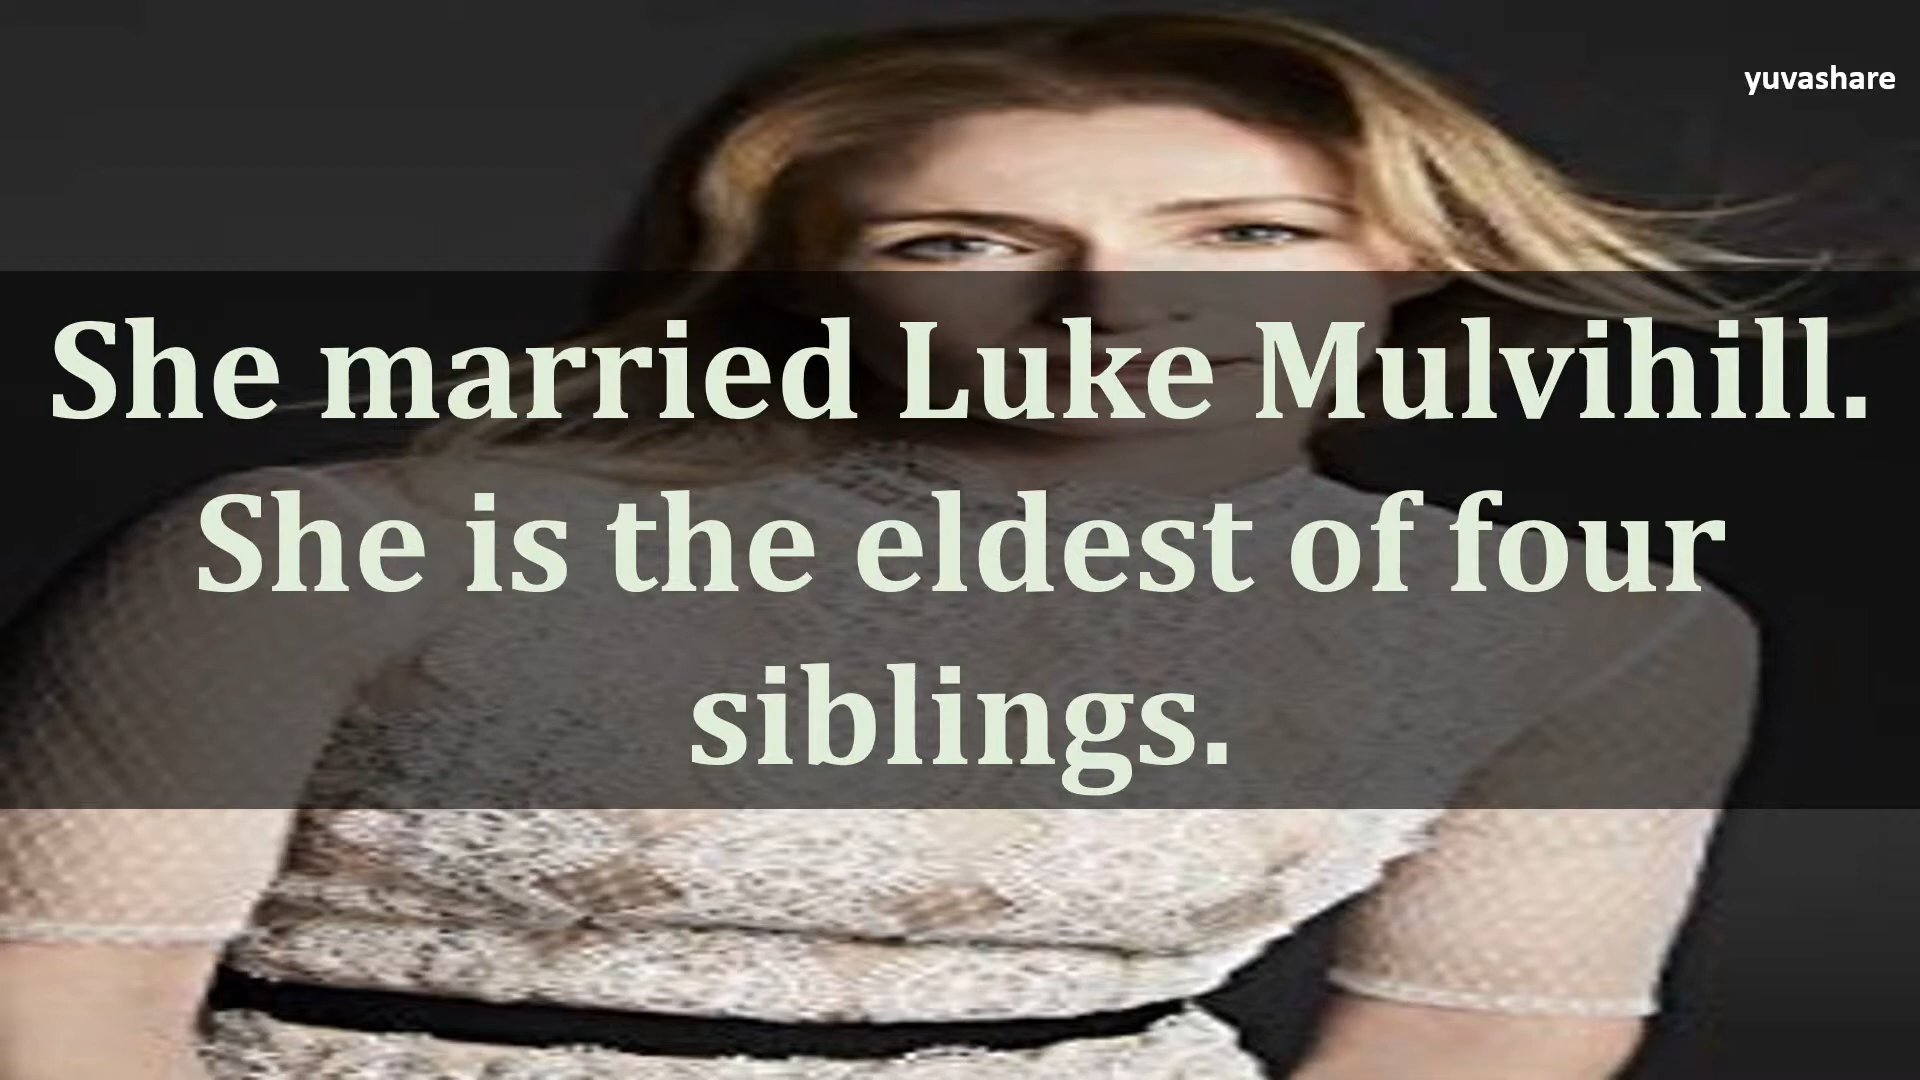 yuvashare
She married Luke Mulvihill.
She is the eldest of four
siblings.